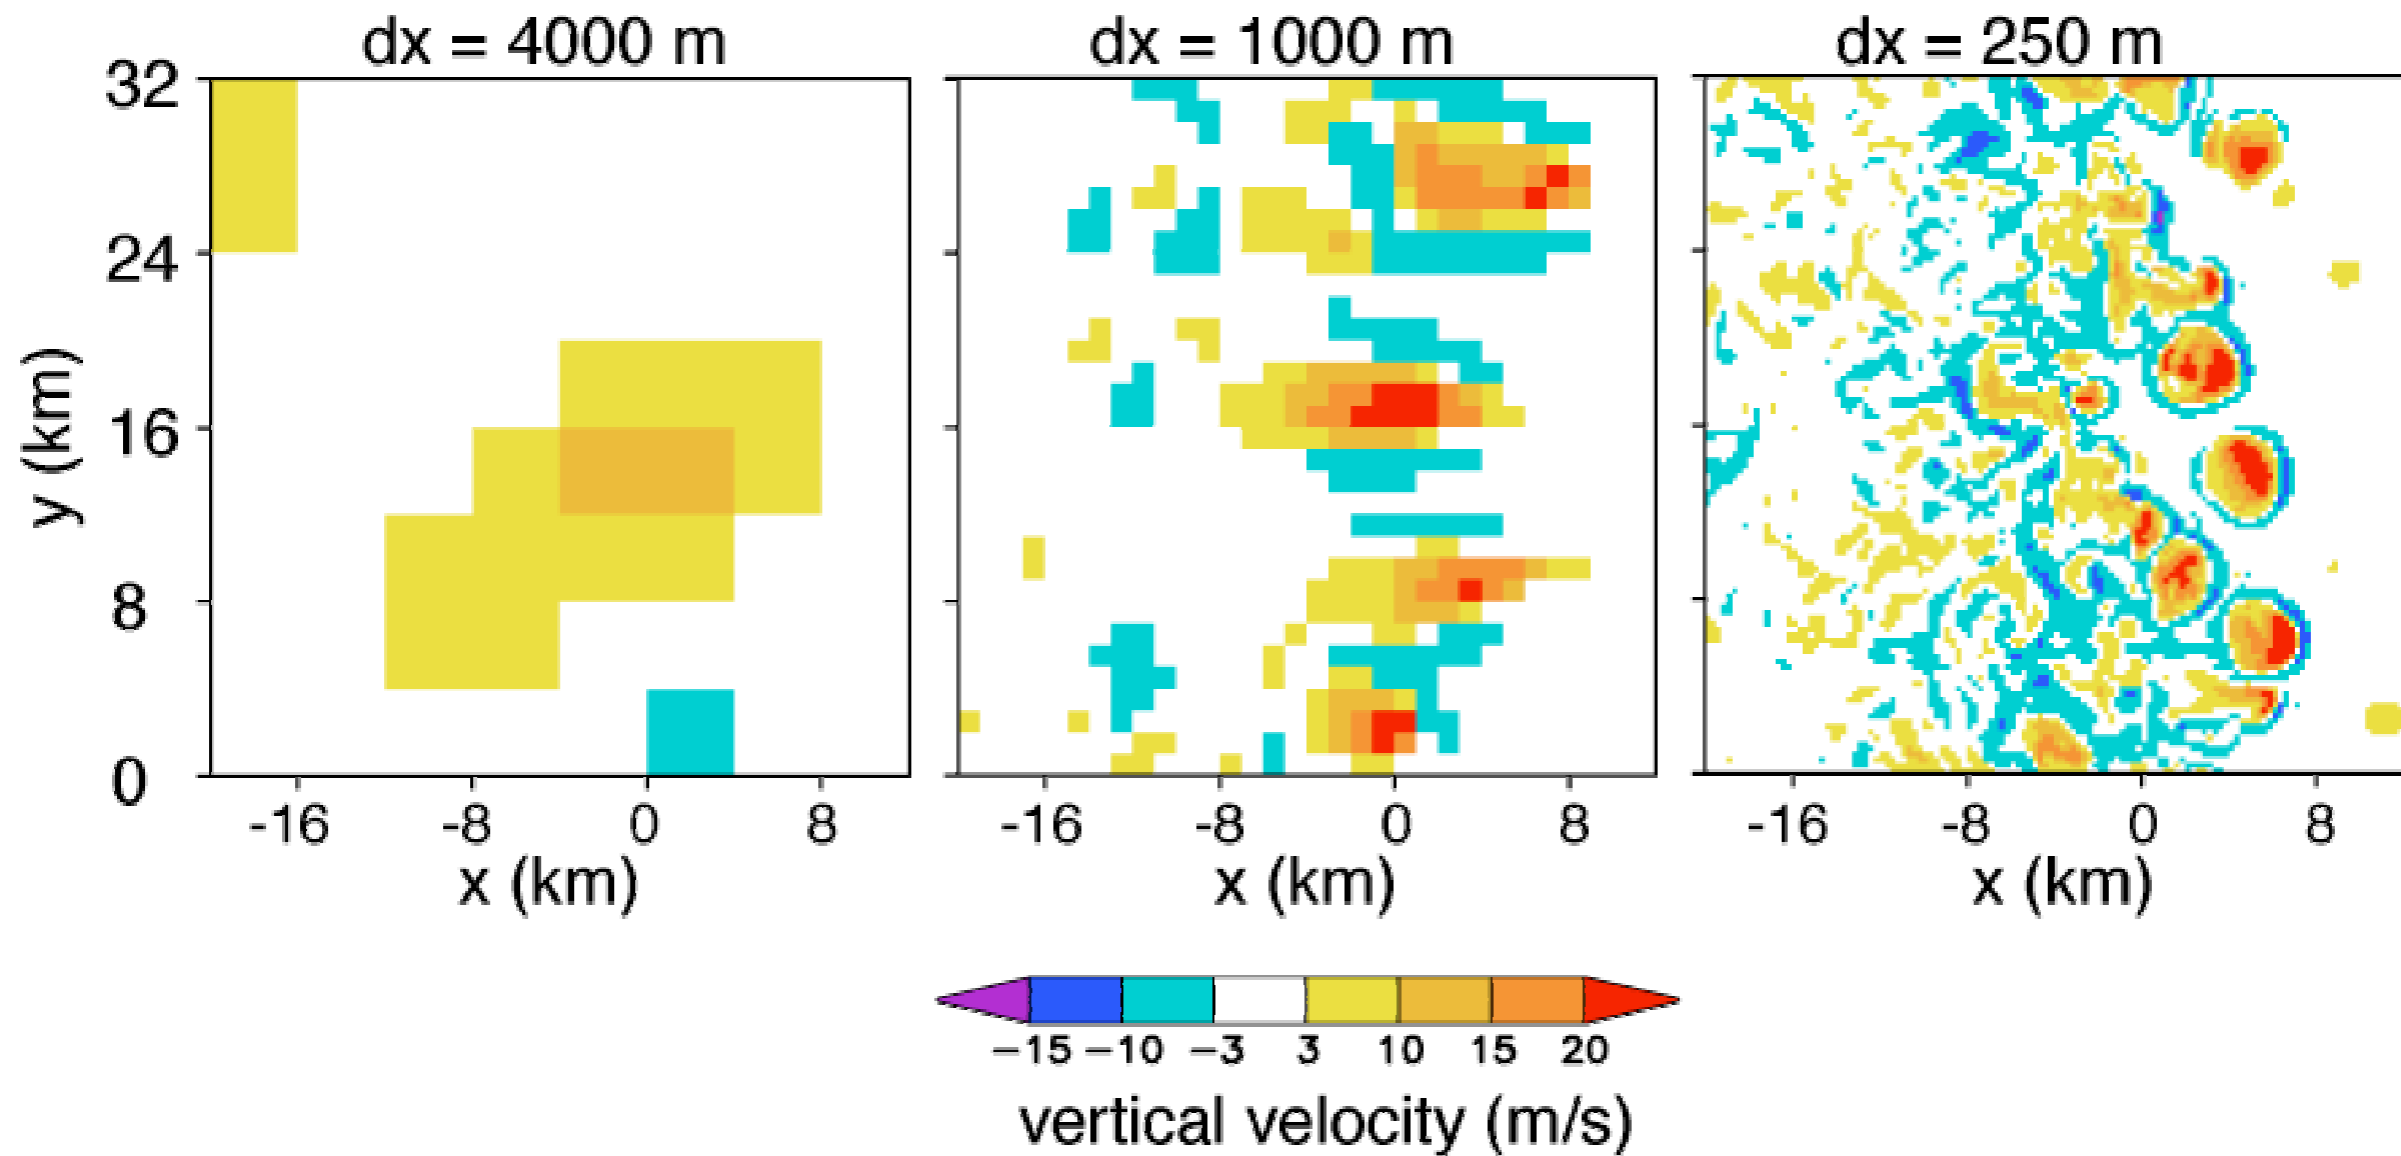 dx = 4000 m
dx = 1000 m
dx = 250 m
32
24
16
8
0
y (km)
-16 -8 0 8
-16 -8 0 8
-16 -8 0 8
x (km)
x (km)
x (km)
−15 −10 −3 3 10 15 20
vertical velocity (m/s)